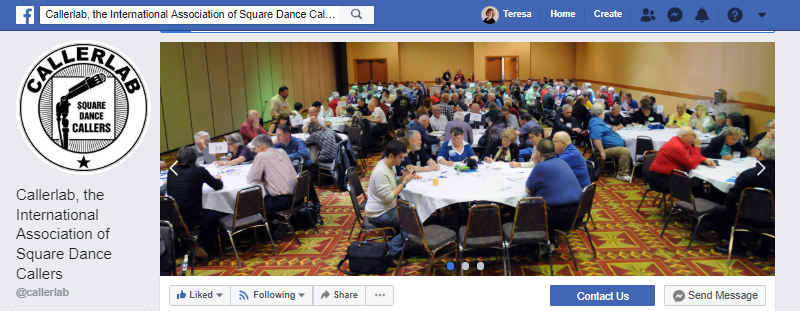 Callerlab, the International Association of Square Dance Cal...
Teresa
Home
Create
CALLERLAB
SQUARE
DANCE
CALLERS
19
Callerlab, the
International
Association of
Square Dance
Callers
@callerlab
Liked
Following
Share
Contact Us
Send Message